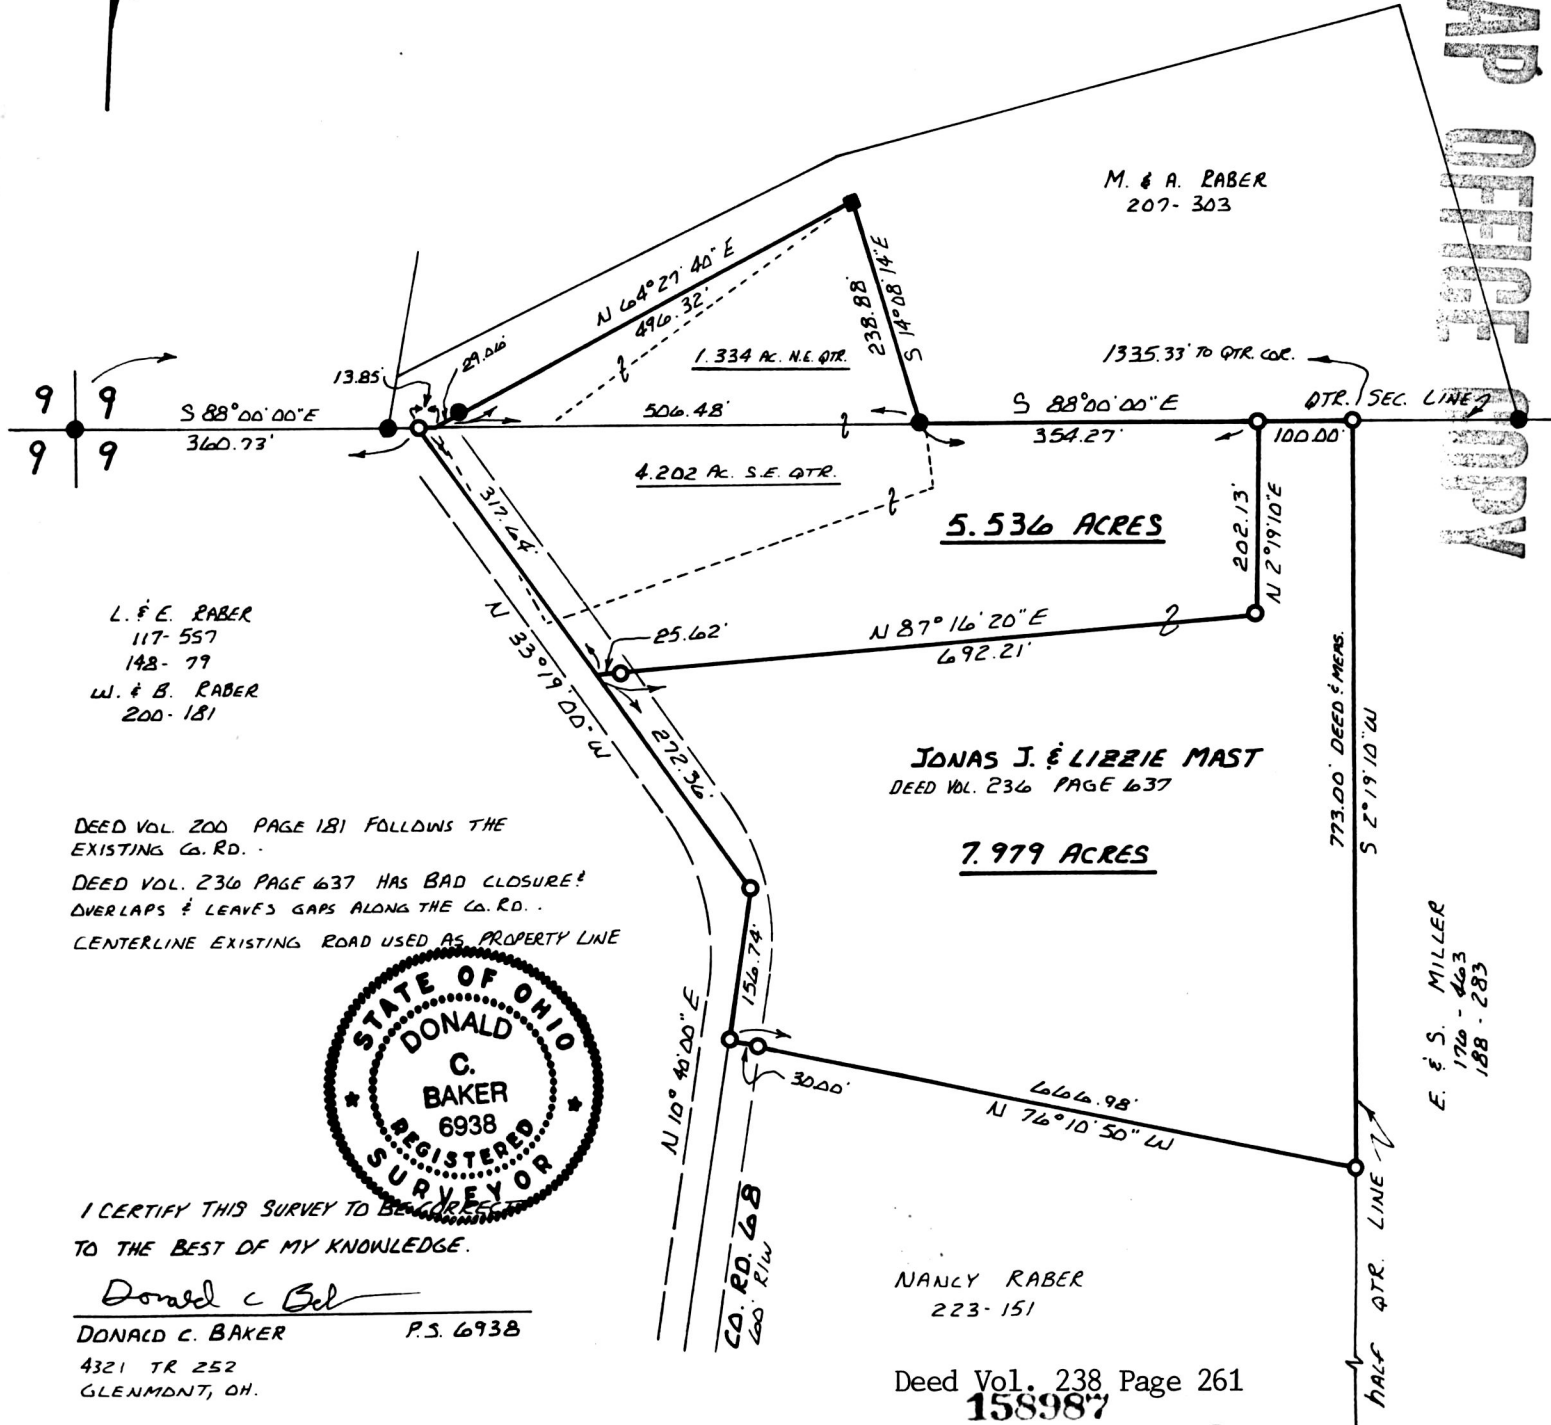 MAP OFFICE COPY
M. & A. RABER
207-303
N 64°27'40" E
496.32'
29.06'
13.85'
238.88'
S 14°08'14" E
1.334 AC. N.E. QTR.
1335.33' TO QTR. COR.
QTR. SEC. LINE
9 9
9 9
S 88°00'00" E
360.73'
506.48'
S 88°00'00" E
354.27'
100.00'
4.202 AC. S.E. QTR.
5.536 ACRES
317.64'
202.13'
N 2°19'10" E
N 33°19'00" W
25.62'
N 87°16'20" E
692.21'
L. & E. RABER
117-557
148-79
W. & B. RABER
200-181
272.36'
JONAS J. & LIZZIE MAST
DEED VOL. 236 PAGE 637
7.979 ACRES
773.00' DEED & MEAS.
S 2°19'10" W
DEED VOL. 200 PAGE 181 FOLLOWS THE
EXISTING CO. RD. .
DEED VOL. 236 PAGE 637 HAS BAD CLOSURE &
OVERLAPS & LEAVES GAPS ALONG THE CO. RD. .
CENTERLINE EXISTING ROAD USED AS PROPERTY LINE
E. & S. MILLER
176-463
188-283
156.74'
N 10°40'00" E
30.00'
666.98'
N 76°10'50" W
STATE OF OHIO
DONALD
C.
BAKER
6938
REGISTERED
SURVEYOR
I CERTIFY THIS SURVEY TO BE CORRECT
TO THE BEST OF MY KNOWLEDGE.
Donald C Bak
DONALD C. BAKER P.S. 6938
4321 TR 252
GLENMONT, OH.
CO. RD. 68
60' R/W
NANCY RABER
223-151
HALF QTR. LINE
Deed Vol. 238 Page 261
158987